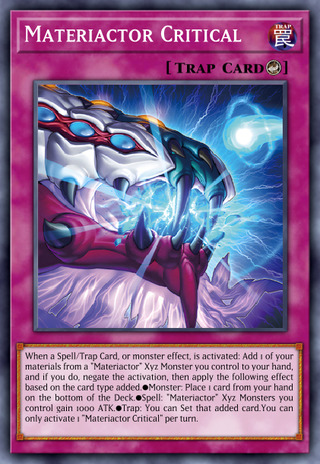 Materiactor Critical
TRAP
罠
[ Trap Card ]
When a Spell/Trap Card, or monster effect, is activated: Add 1 of your
materials from a "Materiactor" Xyz Monster you control to your hand,
and if you do, negate the activation, then apply the following effect
based on the card type added.●Monster: Place 1 card from your hand
on the bottom of the Deck.●Spell: "Materiactor" Xyz Monsters you
control gain 1000 ATK.●Trap: You can Set that added card.You can
only activate 1 "Materiactor Critical" per turn.